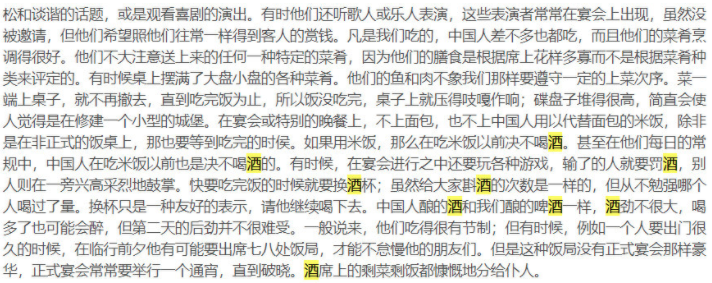 松和谈谐的话题，或是观看喜剧的演出。有时他们还听歌人或乐人表演，这些表演者常常在宴会上出现，虽然没
被邀请，但他们希望照他们往常一样得到客人的赏钱。凡是我们吃的，中国人差不多也都吃，而且他们的菜肴烹
调得很好。他们不大注意送上来的任何一种特定的菜肴，因为他们的膳食是根据席上花样多寡而不是根据菜肴种
类来评定的。有时候桌上摆满了大盘小盘的各种菜肴。他们的鱼和肉不象我们那样要遵守一定的上菜次序。菜一
端上桌子，就不再撤去，直到吃完饭为止，所以饭没吃完，桌子上就压得吱嘎作响；碟盘子堆得很高，简直会使
人觉得是在修建一个小型的城堡。在宴会或特别的晚餐上，不上面包，也不上中国人用以代替面包的米饭，除非
是在非正式的饭桌上，那也要等到吃完的时侯。如果用米饭，那么在吃米饭以前决不喝酒。甚至在他们每日的常
规中，中国人在吃米饭以前也是决不喝酒的。有时候，在宴会进行之中还要玩各种游戏，输了的人就要罚酒，别
人则在一旁兴高采烈地鼓掌。快要吃完饭的时候就要换酒杯；虽然给大家斟酒的次数是一样的，但从不勉强哪个
人喝过了量。换杯只是一种友好的表示，请他继续喝下去。中国人酿的酒和我们酿的啤酒一样，酒劲不很大，喝
多了也可能会醉，但第二天的后劲并不很难受。一般说来，他们吃得很有节制；但有时候，例如一个人要出门很
久的时候，在临行前夕他有可能要出席七八处饭局，才能不怠慢他的朋友们。但是这种饭局没有正式宴会那样豪
华，正式宴会常常要举行一个通宵，直到破晓。酒席上的剩菜剩饭都慷慨地分给仆人。